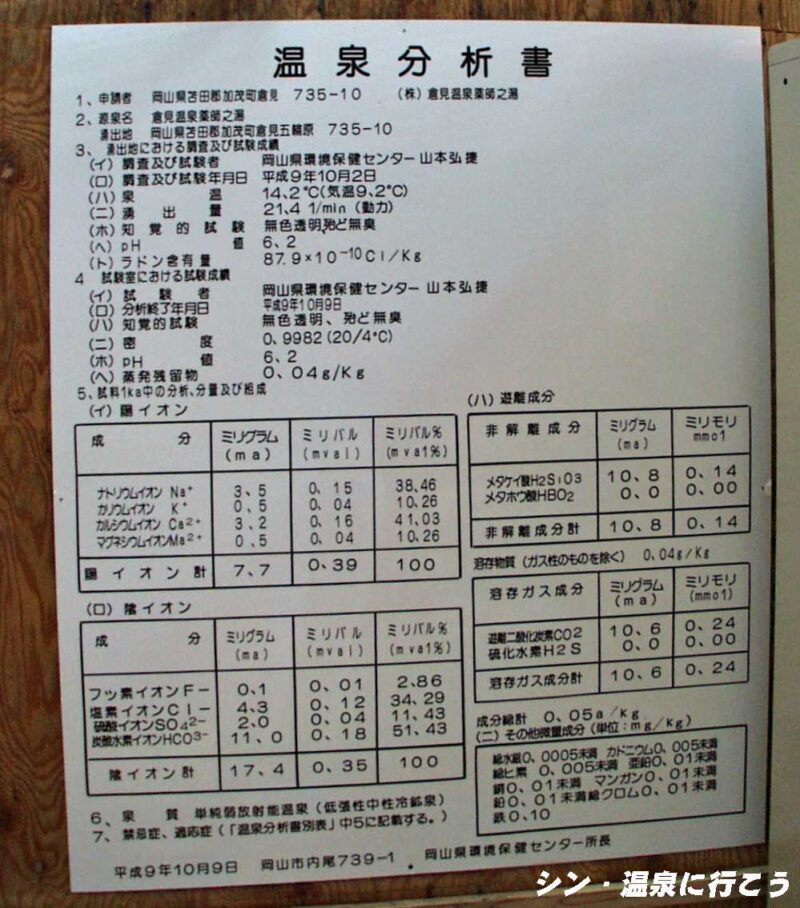 温泉分析書
1、申請者 岡山県苫田郡加茂町倉見 735-10 (株)倉見温泉薬師之湯
2、源泉名 倉見温泉薬師之湯
湧出地 岡山県苫田郡加茂町倉見五輪原 735-10
3、湧出地における調査及び試験成績
(イ)調査及び試験者 岡山県環境保健センター 山本弘捷
(ロ)調査及び試験年月日 平成9年10月2日
(ハ)泉温 14、2℃(気温9、2℃)
(ニ)湧出量 21、4 1/min (動力)
(ホ)知覚的試験 無色透明、殆ど無臭
(ヘ)pH値 6、2
(ト)ラドン含有量 87、9×10⁻¹⁰Ci/Kg
4 試験室における試験成績
(イ)試験者 岡山県環境保健センター 山本弘捷
(ロ)分析終了年月日 平成9年10月9日
(ハ)知覚的試験 無色透明、殆ど無臭
(ニ)密度 0、9982(20/4℃)
(ホ)pH値 6、2
(ヘ)蒸発残留物 0、04g/Kg
5、試料1ka中の分析、分量及び組成
(イ)陽イオン
成分 ミリグラム(ma) ミリバル(mval) ミリバル%(mva1%)
ナトリウムイオン Na⁺ 3、5 0、15 38、46
カリウムイオン K⁺ 0、5 0、04 10、26
カルシウムイオン Ca²⁺ 3、2 0、16 41、03
マグネシウムイオンMa²⁺ 0、5 0、04 10、26
陽イオン計 7、7 0、39 100
(ロ)陰イオン
成分 ミリグラム(ma) ミリバル(mval) ミリバル%(mva1%)
フッ素イオンF- 0、1 0、01 2、86
塩素イオンCl- 4、3 0、12 34、29
硫酸イオンSO4²⁻ 2、0 0、04 11、43
炭酸水素イオンHCO3⁻ 11、0 0、18 51、43
陰イオン計 17、4 0、35 100
(ハ)遊離成分
非解離成分 ミリグラム(ma) ミリモリmmo1
メタケイ酸H2SiO3 10、8 0、14
メタホウ酸HBO2 0、0 0、00
非解離成分計 10、8 0、14
溶存物質(ガス性のものを除く) 0、04g/Kg
溶存ガス成分 ミリグラム(ma) ミリモリ(mmo1)
遊離二酸化炭素CO2 10、6 0、24
硫化水素H2S 0、0 0、00
溶存ガス成分計 10、6 0、24
成分総計 0、05a/kg
(ニ)その他微量成分(単位:mg/kg)
総水銀0、0005未満 カドニウム0、005未満
総ヒ素 0、005未満 亜鉛0、01未満
銅0、01未満 マンガン0、01未満
鉛0、01未満総クロム0、01未満
鉄0、10
6、泉質 単純弱放射能温泉(低張性中性冷鉱泉)
7、禁忌症、適応症(「温泉分析書別表」中5に記載する。)
平成9年10月9日 岡山市内尾739-1 岡山県環境保健センター所長
シン・温泉に行こう